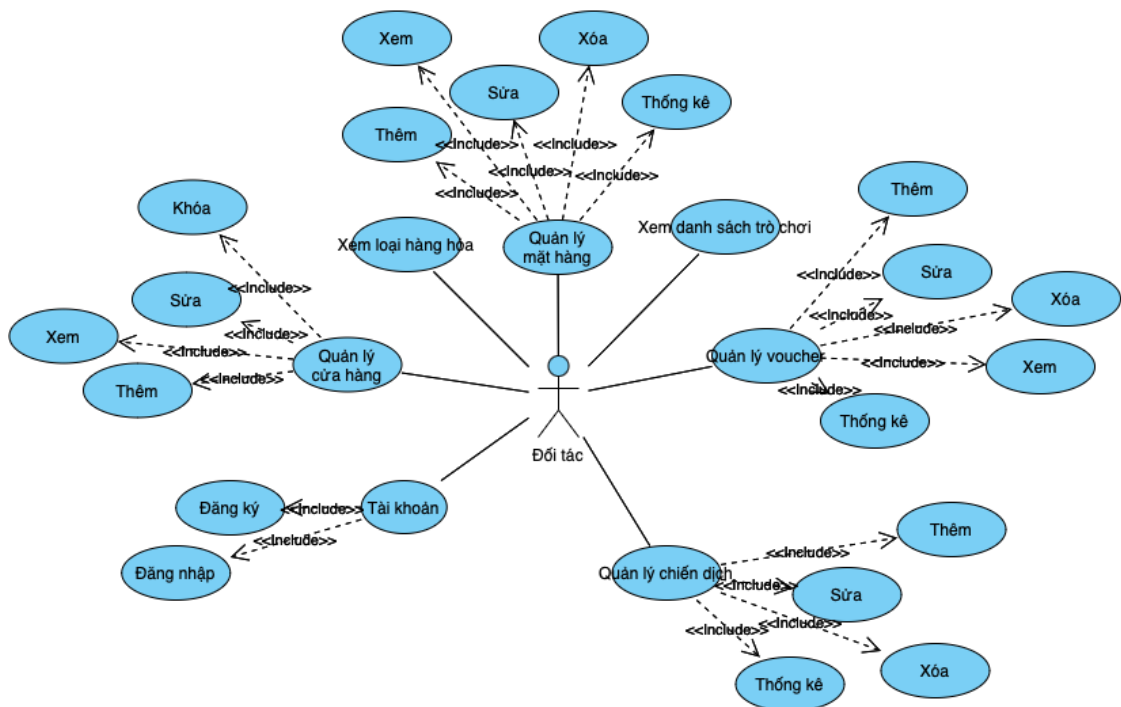 Xem
Xóa
Sửa
Thống kê
Thêm
<<Include>>
<<Include>>
<<Include>>
<<Include>>
<<Include>>
Quản lý
mặt hàng
Xem loại hàng hóa
Xem danh sách trò chơi
Khóa
Sửa
Xem
Thêm
<<Include>>
<<Include>>
<<Include>>
<<Include>>
Quản lý
cửa hàng
Thêm
Sửa
Xóa
Xem
Thống kê
<<Include>>
<<Include>>
<<Include>>
<<Include>>
<<Include>>
Quản lý voucher
Đối tác
Đăng ký
<<Include>>
Tài khoản
<<Include>>
Đăng nhập
Quản lý chiến dịch
<<Include>>
<<Include>>
<<Include>>
<<Include>>
Thêm
Sửa
Xóa
Thống kê